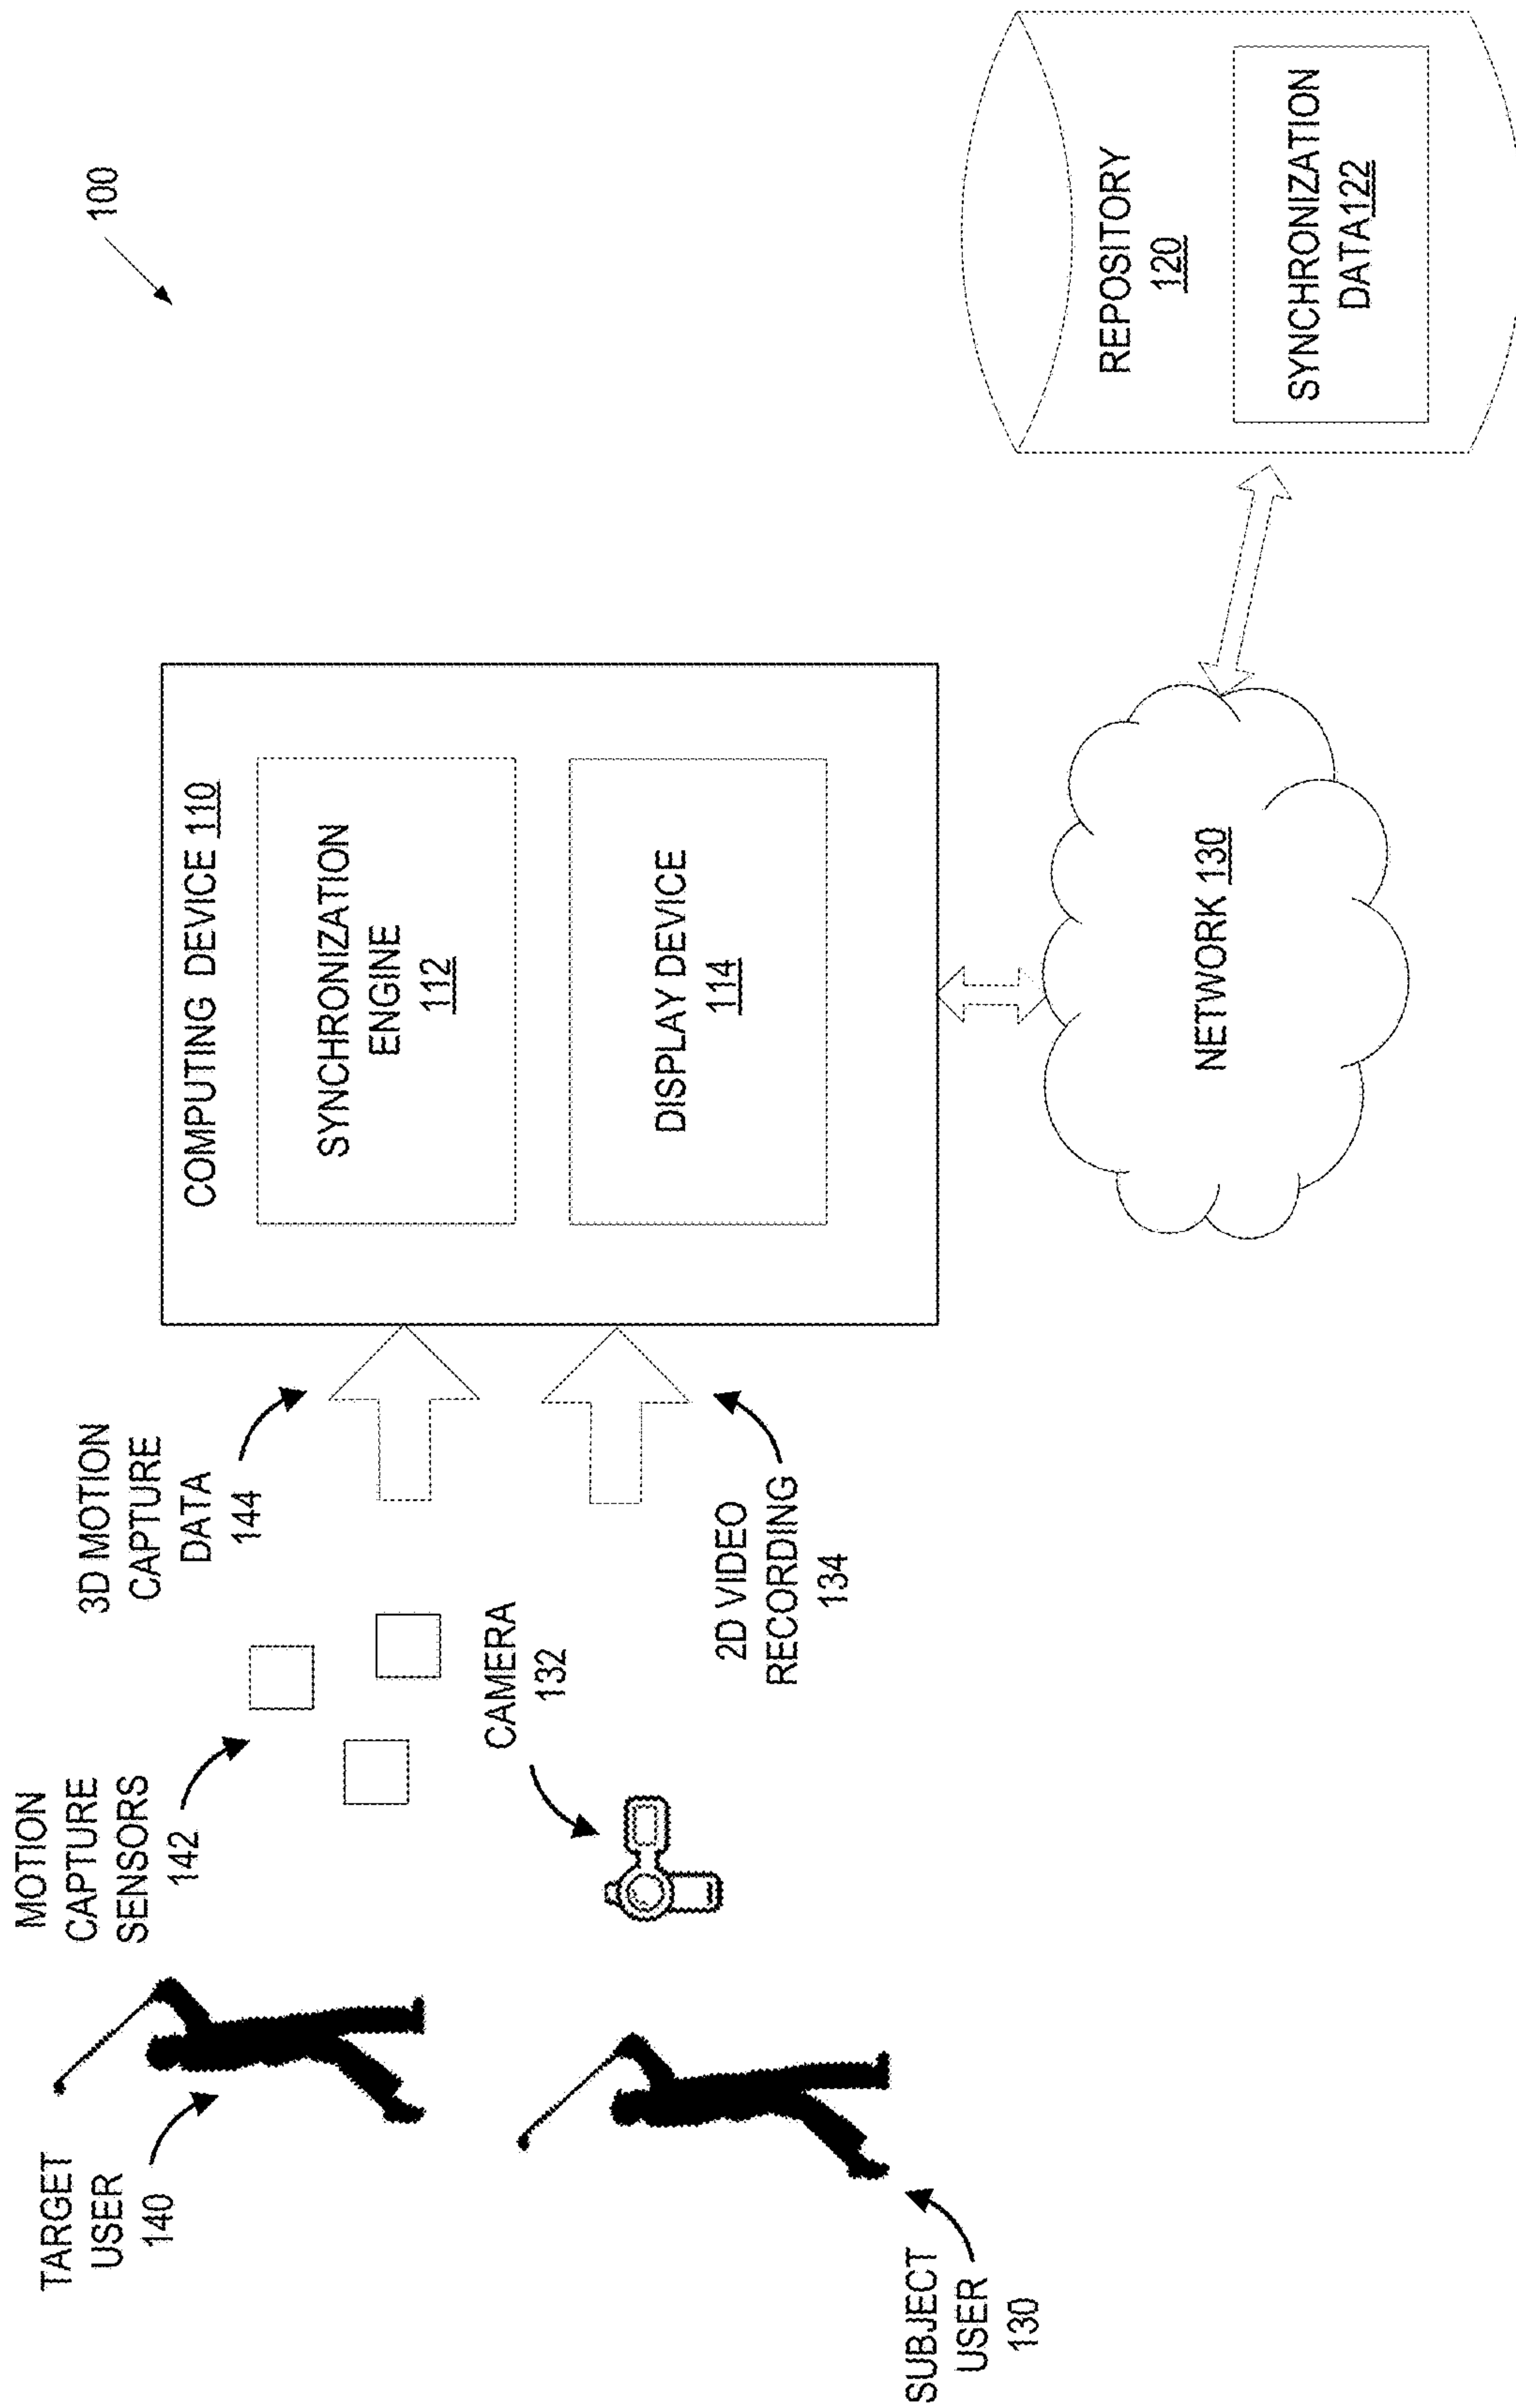 100
TARGET
USER
140
MOTION
CAPTURE
SENSORS
142
3D MOTION
CAPTURE
DATA
144
COMPUTING DEVICE 110
SYNCHRONIZATION
ENGINE
112
DISPLAY DEVICE
114
CAMERA
132
2D VIDEO
RECORDING
134
SUBJECT
USER
130
NETWORK 130
REPOSITORY
120
SYNCHRONIZATION
DATA122